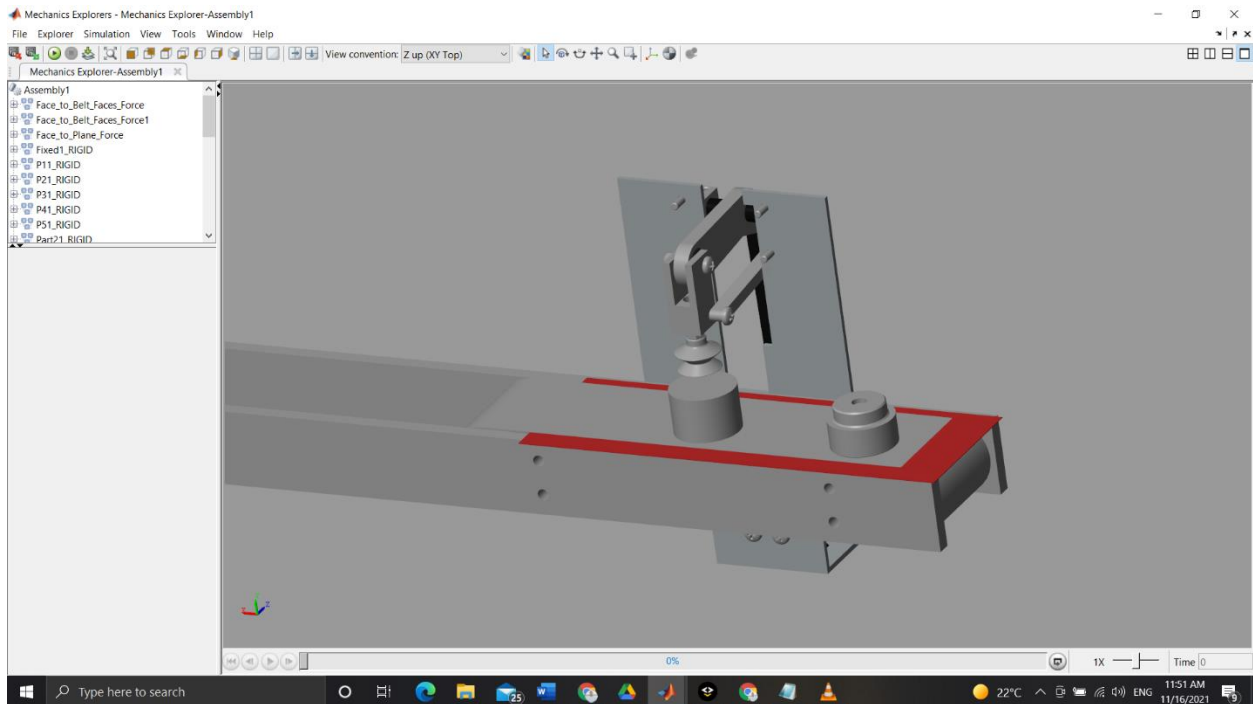 Mechanics Explorers - Mechanics Explorer-Assembly1
File Explorer Simulation View Tools Window Help
View convention: Z up (XY Top)
Mechanics Explorer-Assembly1
Assembly1
Face_to_Belt_Faces_Force
Face_to_Belt_Faces_Force1
Face_to_Plane_Force
Fixed1_RIGID
P11_RIGID
P21_RIGID
P31_RIGID
P41_RIGID
P51_RIGID
Part21_RIGID
0%
1X
Time 0
Type here to search
25
22°C
ENG
11:51 AM
11/16/2021
9